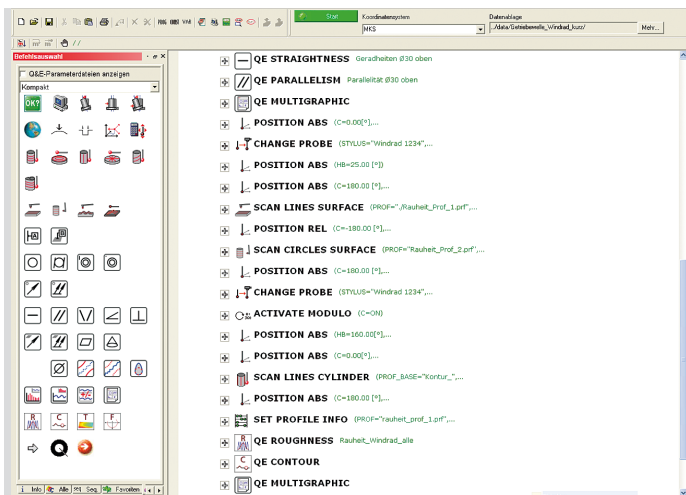 Start
Koordinatensystem
MKS
Datenablage
./data/Getriebewelle_Windrad_kurz/
Mehr...
Befehlsauswahl
Q&E-Parameterdateien anzeigen
Kompakt
OK?
QE STRAIGHTNESS Geradheiten Ø30 oben
QE PARALLELISM Parallelität Ø30 oben
QE MULTIGRAPHIC
POSITION ABS (C=0.00[°],...
CHANGE PROBE (STYLUS="Windrad 1234",...
POSITION ABS (HB=25.00 [°])
POSITION ABS (C=180.00 [°],...
SCAN LINES SURFACE (PROF="./Rauheit_Prof_1.prf",...
POSITION REL (C=-180.00 [°],...
SCAN CIRCLES SURFACE (PROF="Rauheit_Prof_2.prf",...
POSITION ABS (C=180.00 [°],...
CHANGE PROBE (STYLUS="Windrad 1234",...
ACTIVATE MODULO (C=ON)
POSITION ABS (HB=160.00[°],...
POSITION ABS (C=0.00[°],...
SCAN LINES CYLINDER (PROF_BASE="Kontur_",...
POSITION ABS (C=180.00 [°],...
SET PROFILE INFO (PROF="rauheit_prof_1.prf",...
QE ROUGHNESS Rauheit_Windrad_alle
QE CONTOUR
QE MULTIGRAPHIC
R C T F
Info Alle Seq. Favoriten